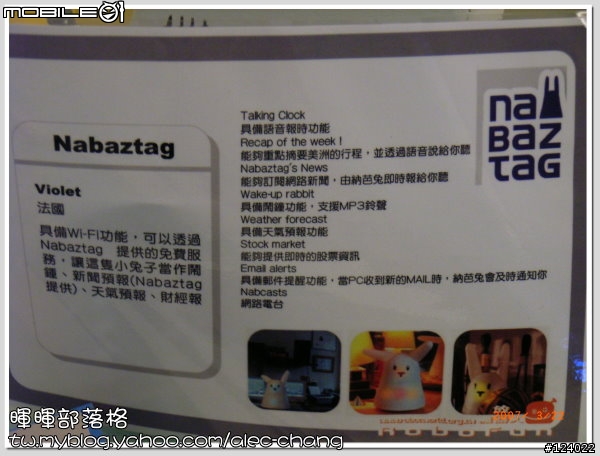 MOBILE01
Nabaztag
Violet
法國
具備Wi-Fi功能，可以透過
Nabaztag 提供的免費服
務，讓這隻小兔子當作鬧
鐘、新聞預報(Nabaztag
提供)、天氣預報、財經報
Talking Clock
具備語音報時功能
Recap of the week！
能夠重點摘要美洲的行程，並透過語音說給你聽
Nabaztag's News
能夠訂閱網路新聞，由納芭兔即時報給你聽
Wake-up rabbit
具備鬧鐘功能，支援MP3鈴聲
Weather forecast
具備天氣預報功能
Stock market
能夠提供即時的股票資訊
Email alerts
具備郵件提醒功能，當PC收到新的MAIL時，納芭兔會及時通知你
Nabcasts
網路電台
na
BAZ
TAG
ROBOFUN
暉暉部落格
tw.myblog.yahoo.com/alec-chang
#124022